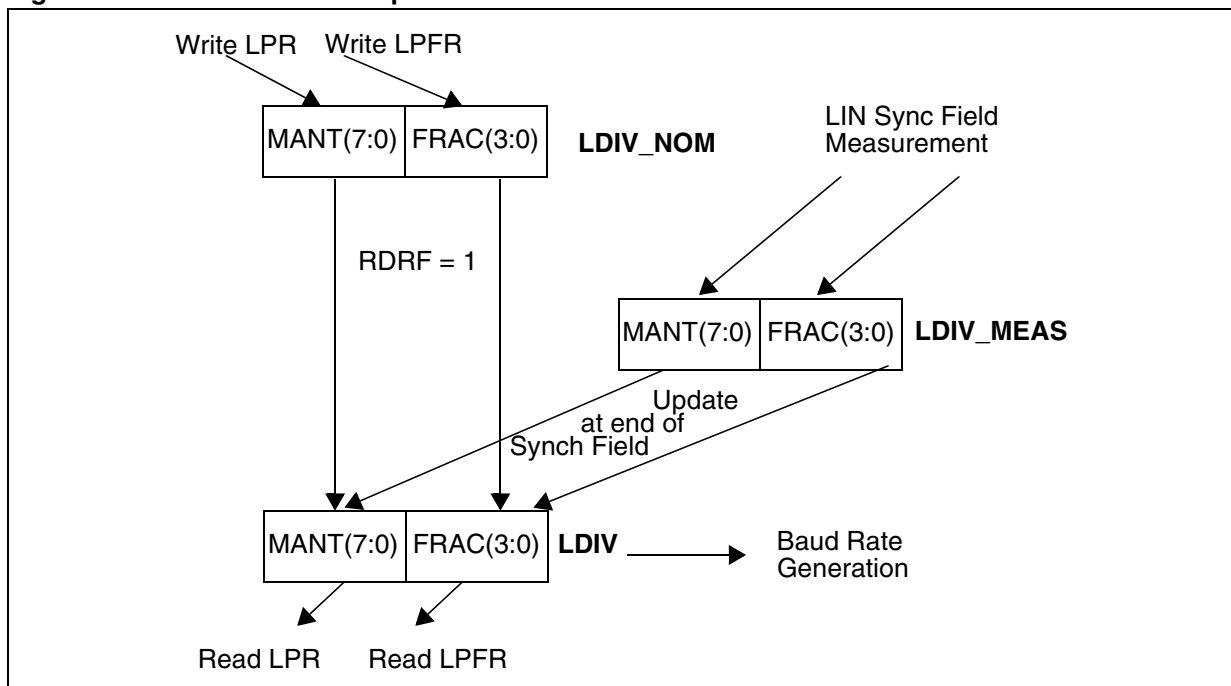 Write LPR Write LPFR
MANT(7:0) FRAC(3:0) LDIV_NOM
LIN Sync Field
Measurement
RDRF = 1
MANT(7:0) FRAC(3:0) LDIV_MEAS
Update
at end of
Synch Field
MANT(7:0) FRAC(3:0) LDIV
Baud Rate
Generation
Read LPR Read LPFR